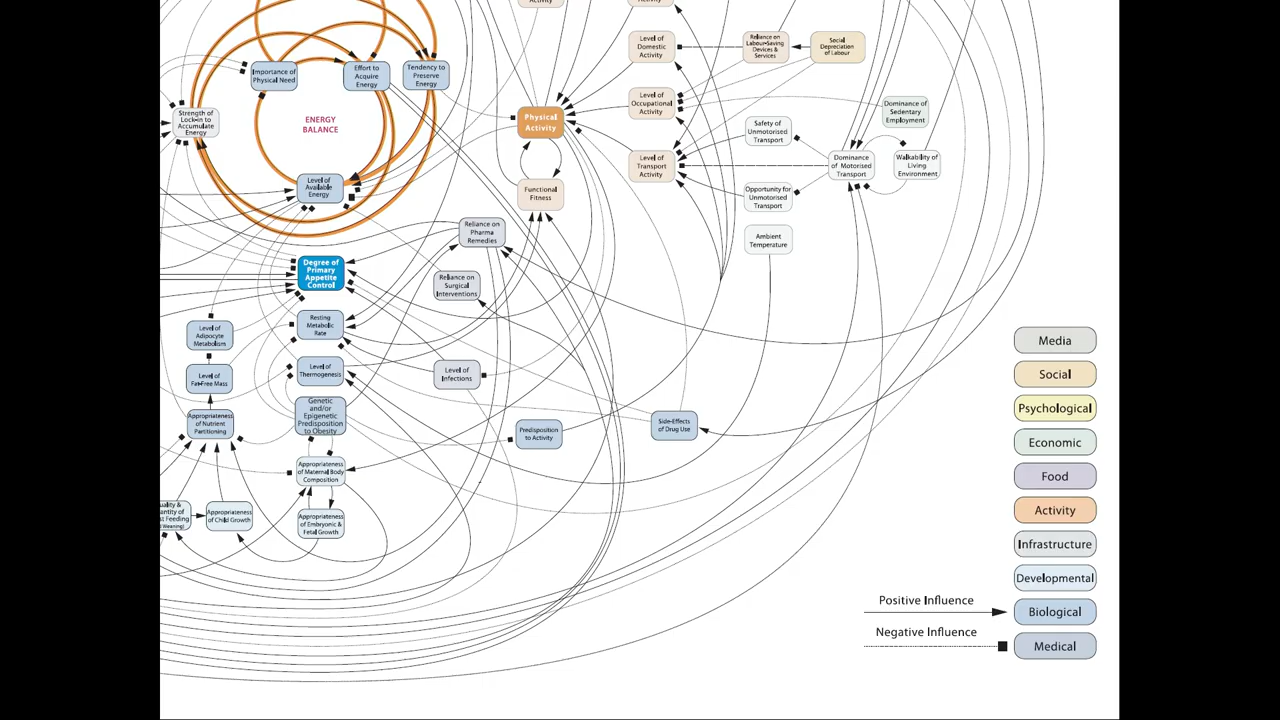 Activity
Activity
Level of
Domestic
Activity
Reliance on
Labour-Saving
Devices &
Services
Social
Depreciation
of Labour
Importance of
Physical Need
Effort to
Acquire
Energy
Tendency to
Preserve
Energy
Strength of
Lock-in to
Accumulate
Energy
ENERGY
BALANCE
Physical
Activity
Level of
Occupational
Activity
Dominance of
Sedentary
Employment
Safety of
Unmotorised
Transport
Level of
Transport
Activity
Dominance
of Motorised
Transport
Walkability of
Living
Environment
Level of
Available
Energy
Functional
Fitness
Opportunity for
Unmotorised
Transport
Reliance on
Pharma
Remedies
Ambient
Temperature
Degree of
Primary
Appetite
Control
Reliance on
Surgical
Interventions
Resting
Metabolic
Rate
Level of
Adipocyte
Metabolism
Level of
Fat-Free Mass
Level of
Thermogenesis
Level of
Infections
Appropriateness
of Nutrient
Partitioning
Genetic
and/or
Epigenetic
Predisposition
to Obesity
Predisposition
to Activity
Side-Effects
of Drug Use
Appropriateness
of Maternal Body
Composition
Appropriateness
of Child Growth
Appropriateness
of Embryonic &
Fetal Growth
Media
Social
Psychological
Economic
Food
Activity
Infrastructure
Developmental
Biological
Medical
Positive Influence
Negative Influence